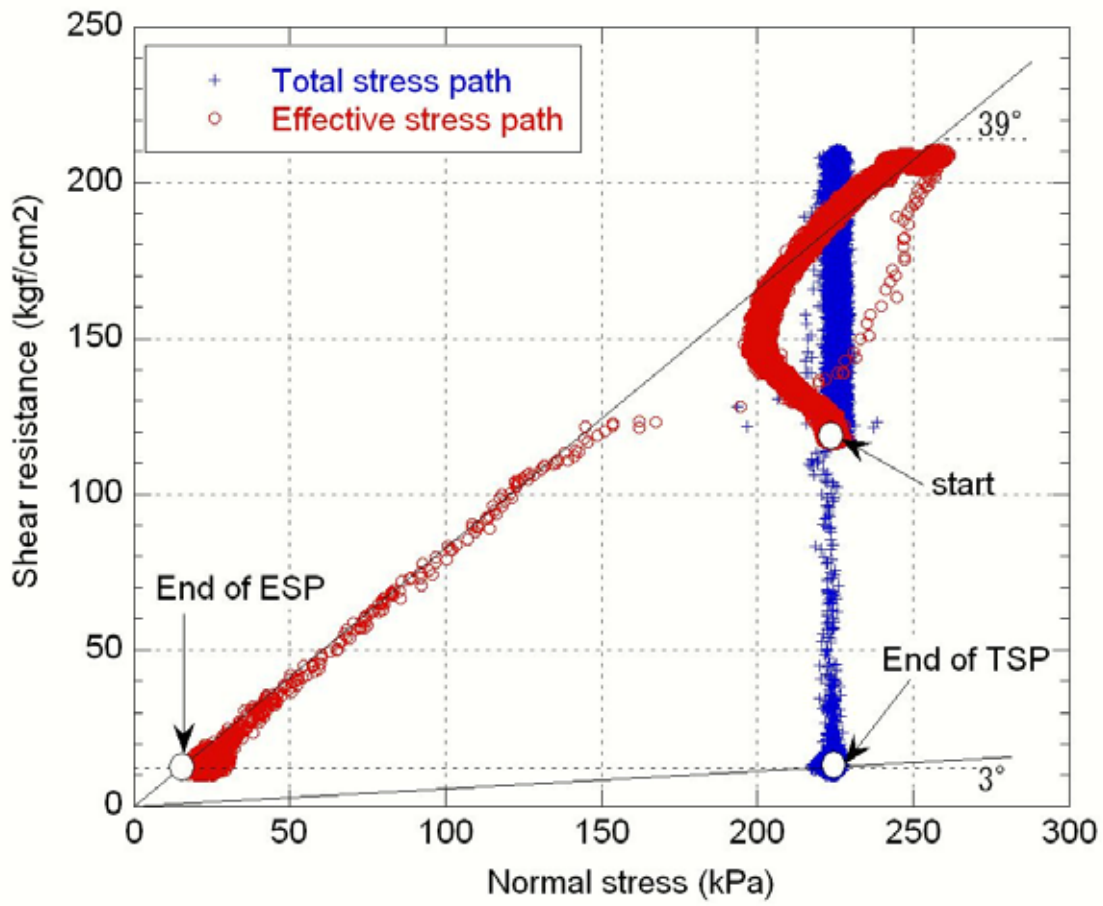 250
200
150
100
50
0
Shear resistance (kgf/cm2)
+ Total stress path
○ Effective stress path
39°
start
End of ESP
End of TSP
3°
0 50 100 150 200 250 300
Normal stress (kPa)